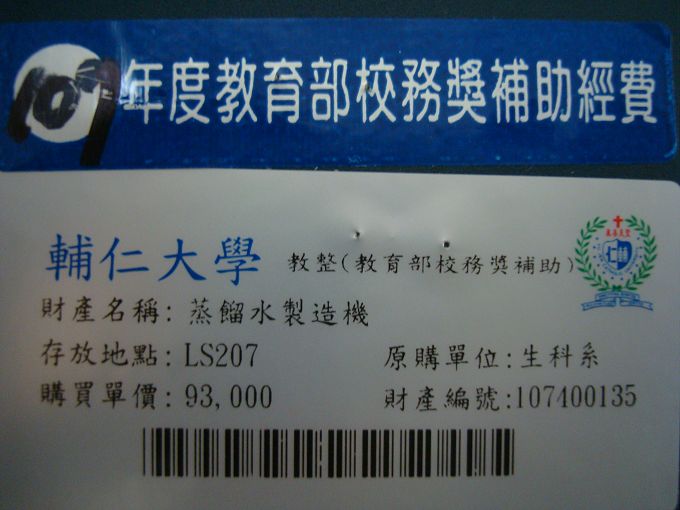 107年度教育部校務獎補助經費
輔仁大學 教整(教育部校務獎補助)
財產名稱: 蒸餾水製造機
存放地點: LS207 原購單位: 生科系
購買單價: 93,000 財產編號:107400135